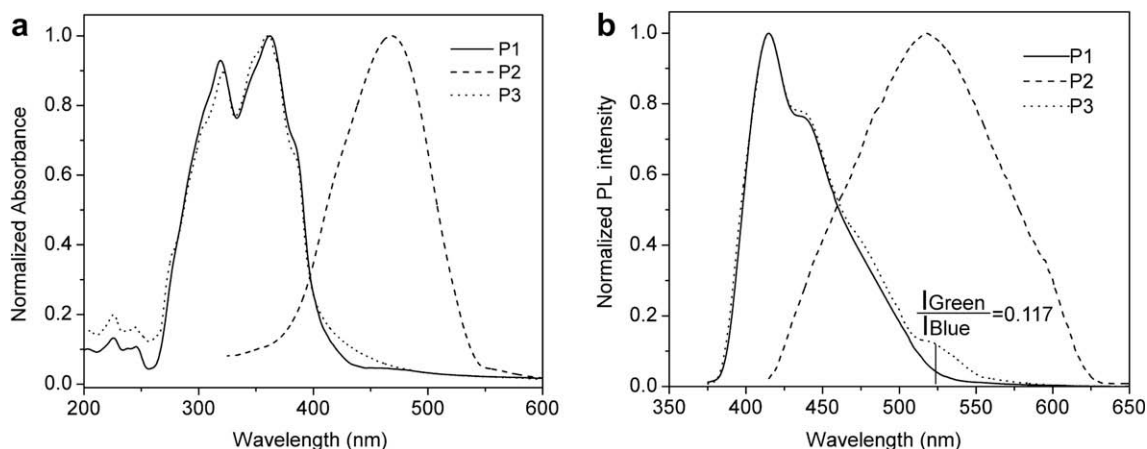 a
P1
P2
P3
Normalized Absorbance
1.0
0.8
0.6
0.4
0.2
0.0
200 300 400 500 600
Wavelength (nm)
b
P1
P2
P3
Normalized PL intensity
1.0
0.8
0.6
0.4
0.2
0.0
IGreen
IBlue
=0.117
350 400 450 500 550 600 650
Wavelength (nm)